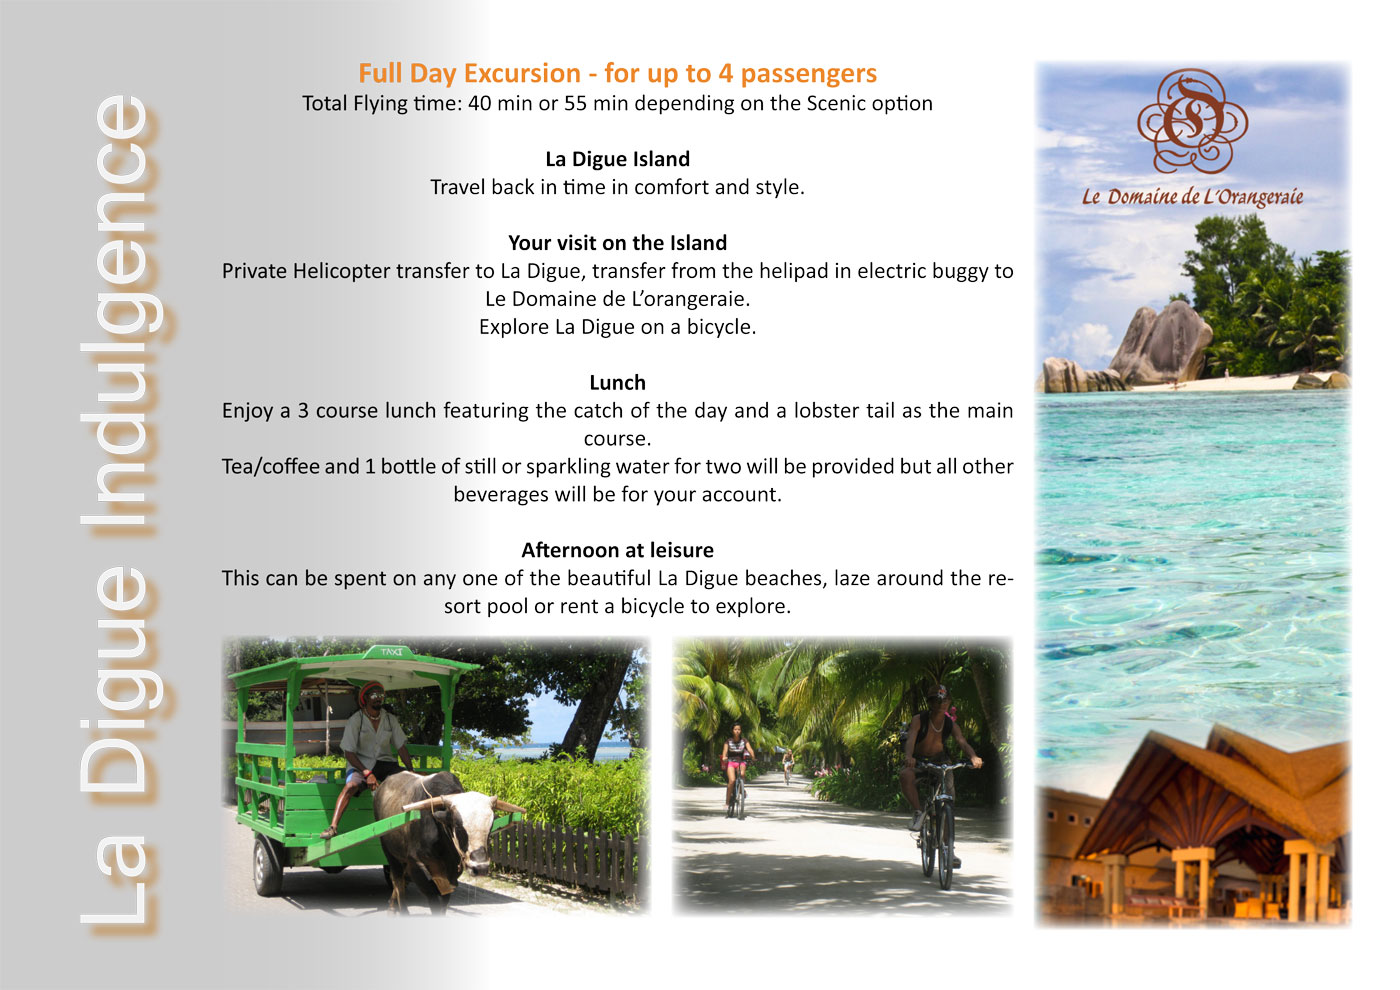 La Digue Indulgence
Full Day Excursion - for up to 4 passengers
Total Flying time: 40 min or 55 min depending on the Scenic option
La Digue Island
Travel back in time in comfort and style.
Your visit on the Island
Private Helicopter transfer to La Digue, transfer from the helipad in electric buggy to
Le Domaine de L’orangeraie.
Explore La Digue on a bicycle.
Lunch
Enjoy a 3 course lunch featuring the catch of the day and a lobster tail as the main
course.
Tea/coffee and 1 bottle of still or sparkling water for two will be provided but all other
beverages will be for your account.
Afternoon at leisure
This can be spent on any one of the beautiful La Digue beaches, laze around the re-
sort pool or rent a bicycle to explore.
TAXI
Le Domaine de L'Orangeraie